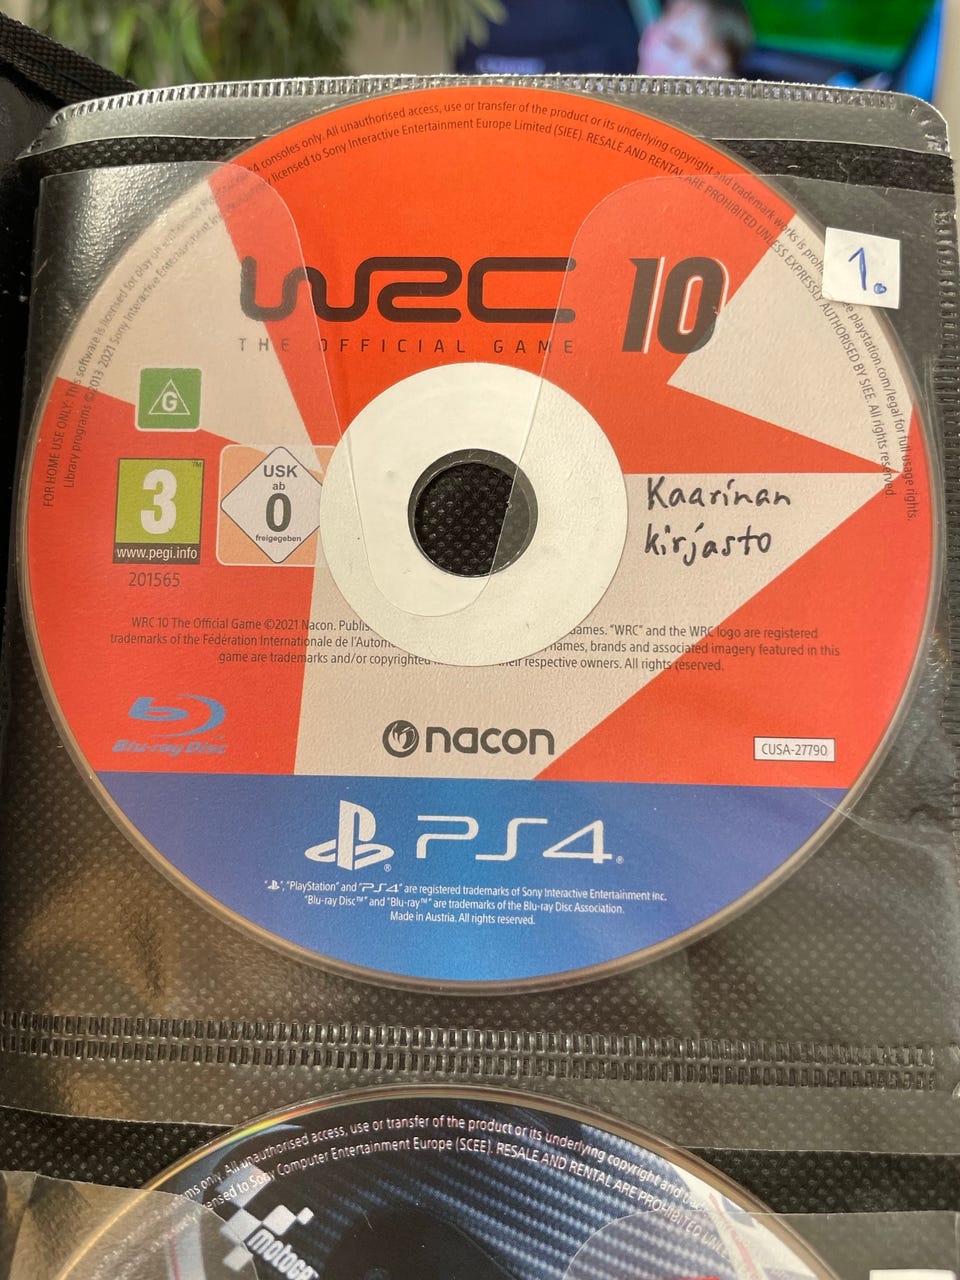 FOR HOME USE ONLY: This software is licensed for play on
4 consoles only. All unauthorised access, use or transfer of the product or its underlying copyright and trademark works is
playstation.com/legal for full usage rights.
Library programs ©2013-2021 Sony Interactive Entertainment
licensed to Sony Interactive Entertainment Europe Limited (SIEE). RESALE AND RENTAL ARE PROHIBITED UNLESS EXPRESSLY AUTHORISED BY SIEE. All rights reserved.
1.
WRC 10
THE OFFICIAL GAME
G
3
™
www.pegi.info
201565
USK
ab
0
freigegeben
Kaarinan
kirjasto
WRC 10 The Official Game ©2021 Nacon. "WRC" and the WRC logo are registered
trademarks of the Fédération Internationale de names, brands and associated imagery featured in this
game are trademarks and/or copyrighted respective owners. All rights reserved.
Blu-ray Disc
nacon
CUSA-27790
PS4®
"PlayStation" and "PS4" are registered trademarks of Sony Interactive Entertainment Inc.
"Blu-ray Disc™" and "Blu-ray™" are trademarks of the Blu-ray Disc Association.
Made in Austria. All rights reserved.
only. All unauthorised access, use or transfer of the product or its underlying copyright and
to Sony Computer Entertainment Europe (SCEE). RESALE AND RENTAL ARE PROHIBITED
motogp